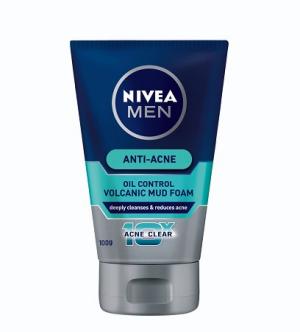 NIVEA
MEN
ANTI-ACNE
OIL CONTROL
VOLCANIC MUD FOAM
deeply cleanses & reduces acne
10X
ACNE CLEAR
100g